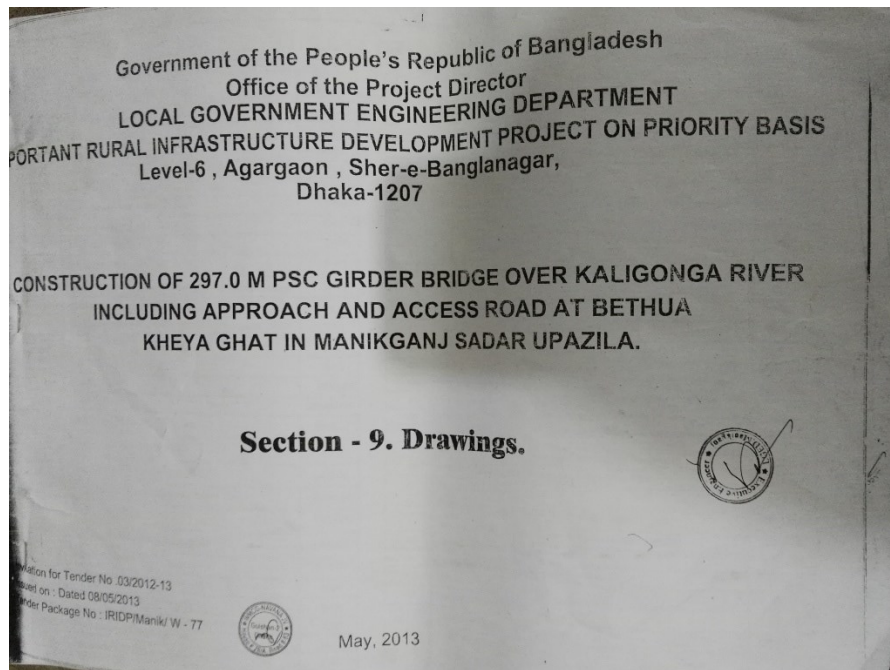 Government of the People's Republic of Bangladesh
Office of the Project Director
LOCAL GOVERNMENT ENGINEERING DEPARTMENT
PORTANT RURAL INFRASTRUCTURE DEVELOPMENT PROJECT ON PRIORITY BASIS
Level-6 , Agargaon , Sher-e-Banglanagar,
Dhaka-1207
CONSTRUCTION OF 297.0 M PSC GIRDER BRIDGE OVER KALIGONGA RIVER
INCLUDING APPROACH AND ACCESS ROAD AT BETHUA
KHEYA GHAT IN MANIKGANJ SADAR UPAZILA.
Section - 9. Drawings.
Executive Engineer
for Tender No .03/2012-13
on : Dated 08/05/2013
Package No : IRIDP/Manik/ W - 77
May, 2013